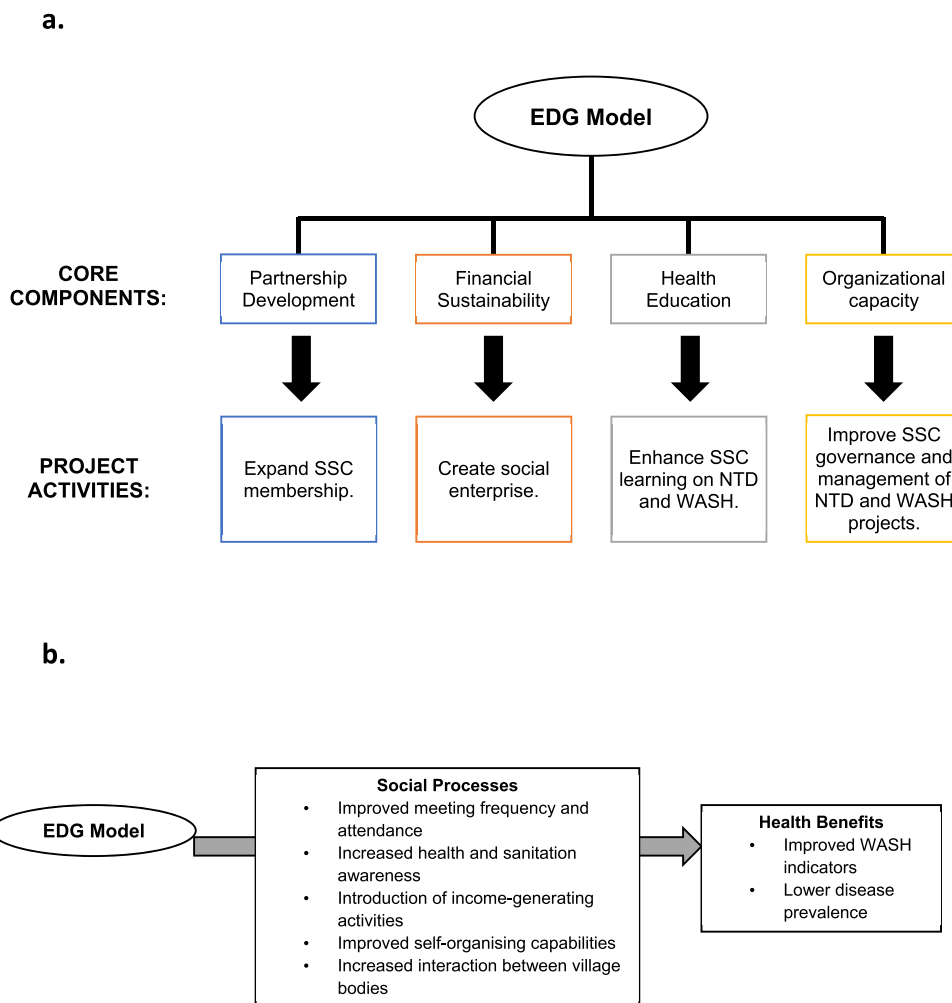 a.
EDG Model
CORE
COMPONENTS:
Partnership
Development
Financial
Sustainability
Health
Education
Organizational
capacity
PROJECT
ACTIVITIES:
Expand SSC
membership.
Create social
enterprise.
Enhance SSC
learning on NTD
and WASH.
Improve SSC
governance and
management of
NTD and WASH
projects.
b.
EDG Model
Social Processes
• Improved meeting frequency and
attendance
• Increased health and sanitation
awareness
• Introduction of income-generating
activities
• Improved self-organising capabilities
• Increased interaction between village
bodies
Health Benefits
• Improved WASH
indicators
• Lower disease
prevalence